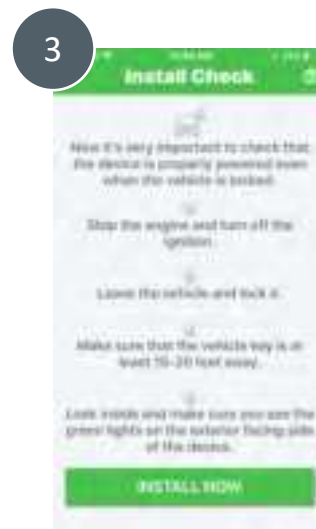 3
Install Check
Now it's very important to check that
the device is properly powered even
when the vehicle is locked.
Stop the engine and turn off the
ignition.
Leave the vehicle and lock it.
Make sure that the vehicle key is at
least 15-20 feet away.
Look inside and make sure you see the
green lights on the exterior facing side
of the device.
INSTALL NOW